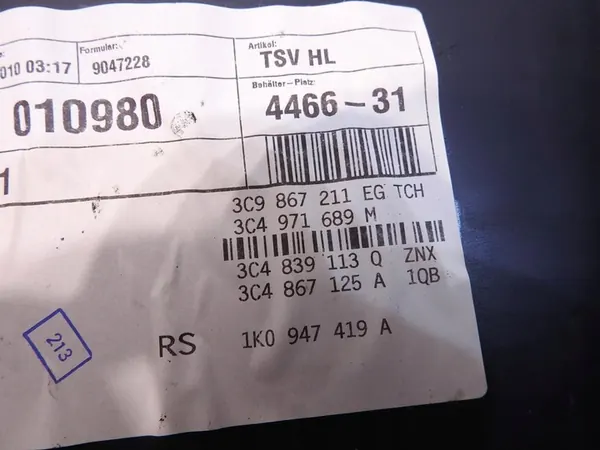 Formular: Artikel:
010 03:17 9047228 TSV HL
Behälter-Platz:
010980 4466-31
1
3C9 867 211 EG TCH
3C4 971 689 M
3C4 839 113 Q ZNX
3C4 867 125 A 1QB
213
RS 1K0 947 419 A